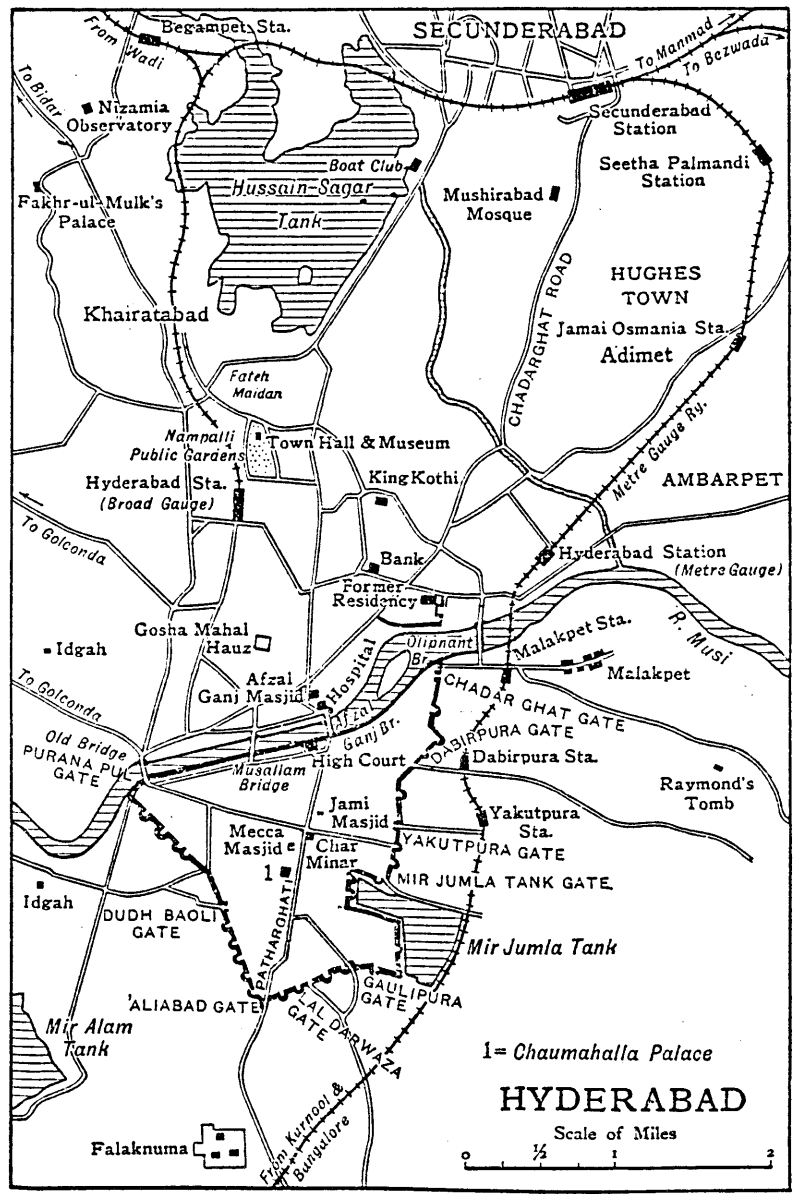 Begampet Sta.
From Wadi
SECUNDERABAD
To Manmad
To Bezwada
To Bidar
Nizamia
Observatory
Secunderabad
Station
Seetha Palmandi
Station
Boat Club
Hussain-Sagar
Tank
Mushirabad
Mosque
Fakhr-ul-Mulk's
Palace
HUGHES
TOWN
Khairatabad
CHADARGHAT ROAD
Jamai Osmania Sta.
Adimet
Fateh
Maidan
Nampalli
Public Gardens
Town Hall & Museum
Metre Gauge Ry.
Hyderabad Sta.
(Broad Gauge)
King Kothi
AMBARPET
To Golconda
Bank
Hyderabad Station
(Metre Gauge)
Former
Residency
Gosha Mahal
Hauz
Idgah
Oliphant
Br.
R. Musi
Malakpet Sta.
Malakpet
Hospital
Afzal
Ganj Masjid
To Golconda
CHADAR GHAT GATE
Afzal
Ganj Br.
DABIRPURA GATE
Old Bridge
PURANA PUL
GATE
High Court
Dabirpura Sta.
Musallam
Bridge
Raymond's
Tomb
Jami
Masjid
Yakutpura
Sta.
Mecca
Masjid
Char
Minar
YAKUTPURA GATE
1
MIR JUMLA TANK GATE
Idgah
DUDH BAOLI
GATE
PATHARGHATI
Mir Jumla Tank
GAULIPURA
GATE
'ALIABAD GATE
LAL DARWAZA
GATE
Mir Alam
Tank
1= Chaumahalla Palace
HYDERABAD
Scale of Miles
0 ½ 1 2
Falaknuma
From Kurnool &
Bangalore